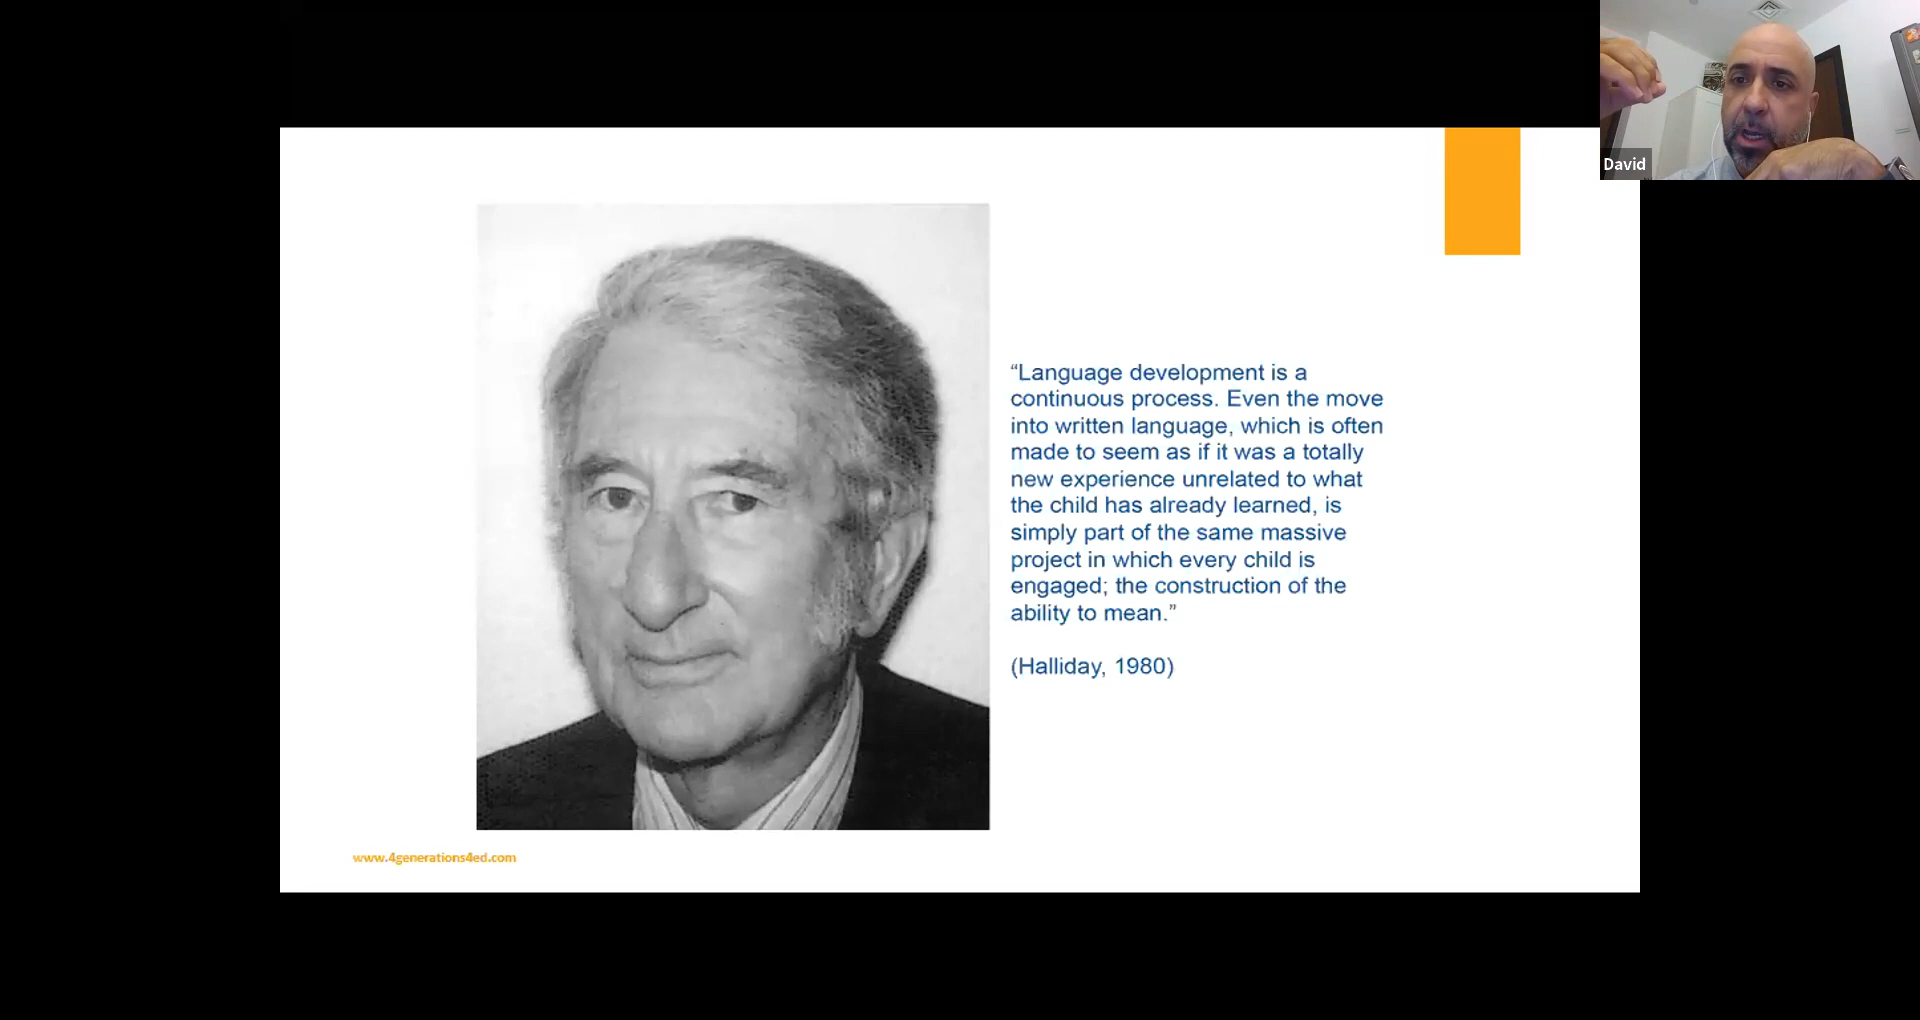 David
“Language development is a
continuous process. Even the move
into written language, which is often
made to seem as if it was a totally
new experience unrelated to what
the child has already learned, is
simply part of the same massive
project in which every child is
engaged; the construction of the
ability to mean.”
(Halliday, 1980)
www.4generations4ed.com